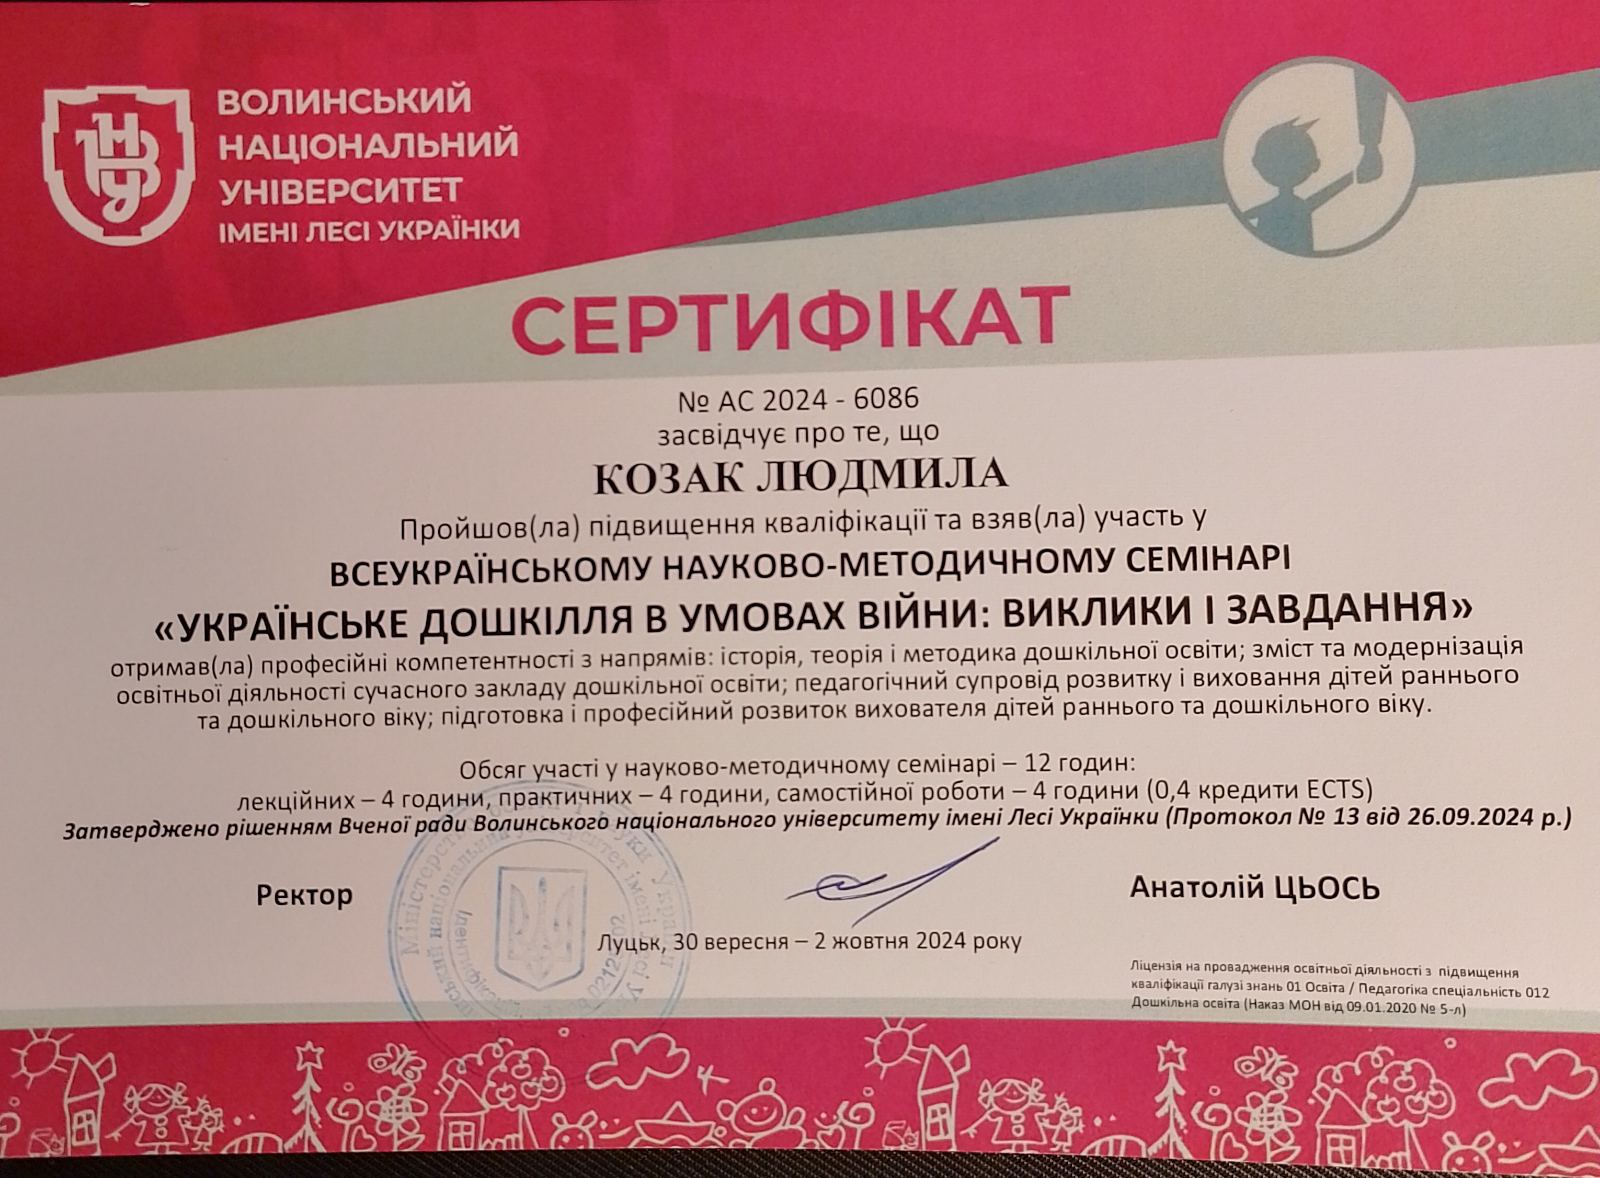 ВОЛИНСЬКИЙ
НАЦІОНАЛЬНИЙ
УНІВЕРСИТЕТ
ІМЕНІ ЛЕСІ УКРАЇНКИ
СЕРТИФІКАТ
№ АС 2024 - 6086
засвідчує про те, що
КОЗАК ЛЮДМИЛА
Пройшов(ла) підвищення кваліфікації та взяв(ла) участь у
ВСЕУКРАЇНСЬКОМУ НАУКОВО-МЕТОДИЧНОМУ СЕМІНАРІ
«УКРАЇНСЬКЕ ДОШКІЛЛЯ В УМОВАХ ВІЙНИ: ВИКЛИКИ І ЗАВДАННЯ»
отримав(ла) професійні компетентності з напрямів: історія, теорія і методика дошкільної освіти; зміст та модернізація
освітньої діяльності сучасного закладу дошкільної освіти; педагогічний супровід розвитку і виховання дітей раннього
та дошкільного віку; підготовка і професійний розвиток вихователя дітей раннього та дошкільного віку.
Обсяг участі у науково-методичному семінарі – 12 годин:
лекційних – 4 години, практичних – 4 години, самостійної роботи – 4 години (0,4 кредити ECTS)
Затверджено рішенням Вченої ради Волинського національного університету імені Лесі Українки (Протокол № 13 від 26.09.2024 р.)
Ректор
Анатолій ЦЬОСЬ
Луцьк, 30 вересня – 2 жовтня 2024 року
Ліцензія на провадження освітньої діяльності з підвищення
кваліфікації галузі знань 01 Освіта / Педагогіка спеціальність 012
Дошкільна освіта (Наказ МОН від 09.01.2020 № 5-л)